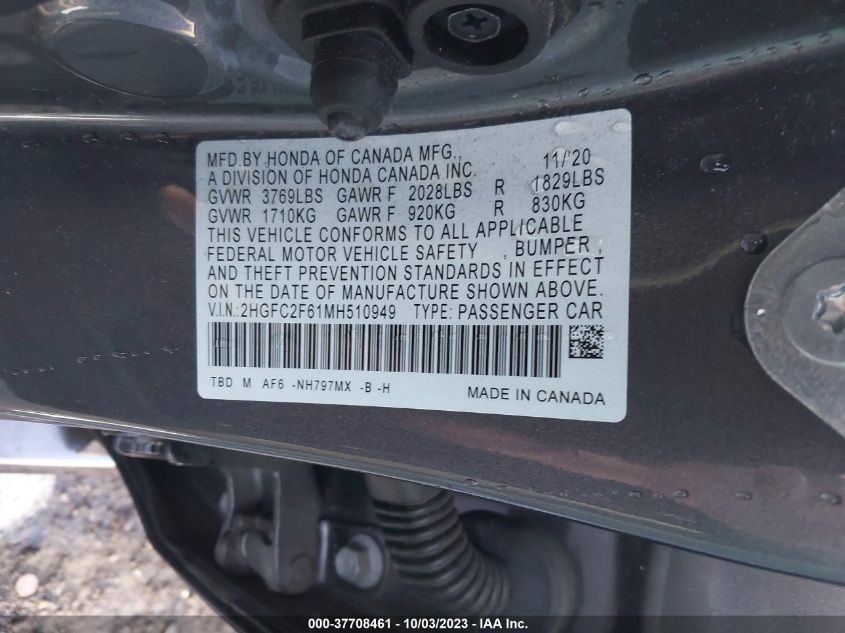 MFD.BY HONDA OF CANADA MFG., 11/'20
A DIVISION OF HONDA CANADA INC.
GVWR 3769LBS GAWR F 2028LBS R 1829LBS
GVWR 1710KG GAWR F 920KG R 830KG
THIS VEHICLE CONFORMS TO ALL APPLICABLE
FEDERAL MOTOR VEHICLE SAFETY , BUMPER ,
AND THEFT PREVENTION STANDARDS IN EFFECT
ON THE DATE OF MANUFACTURE SHOWN ABOVE.
V.I.N.: 2HGFC2F61MH510949 TYPE: PASSENGER CAR
TBD M AF6 -NH797MX -B -H MADE IN CANADA
000-37708461 - 10/03/2023 - IAA Inc.